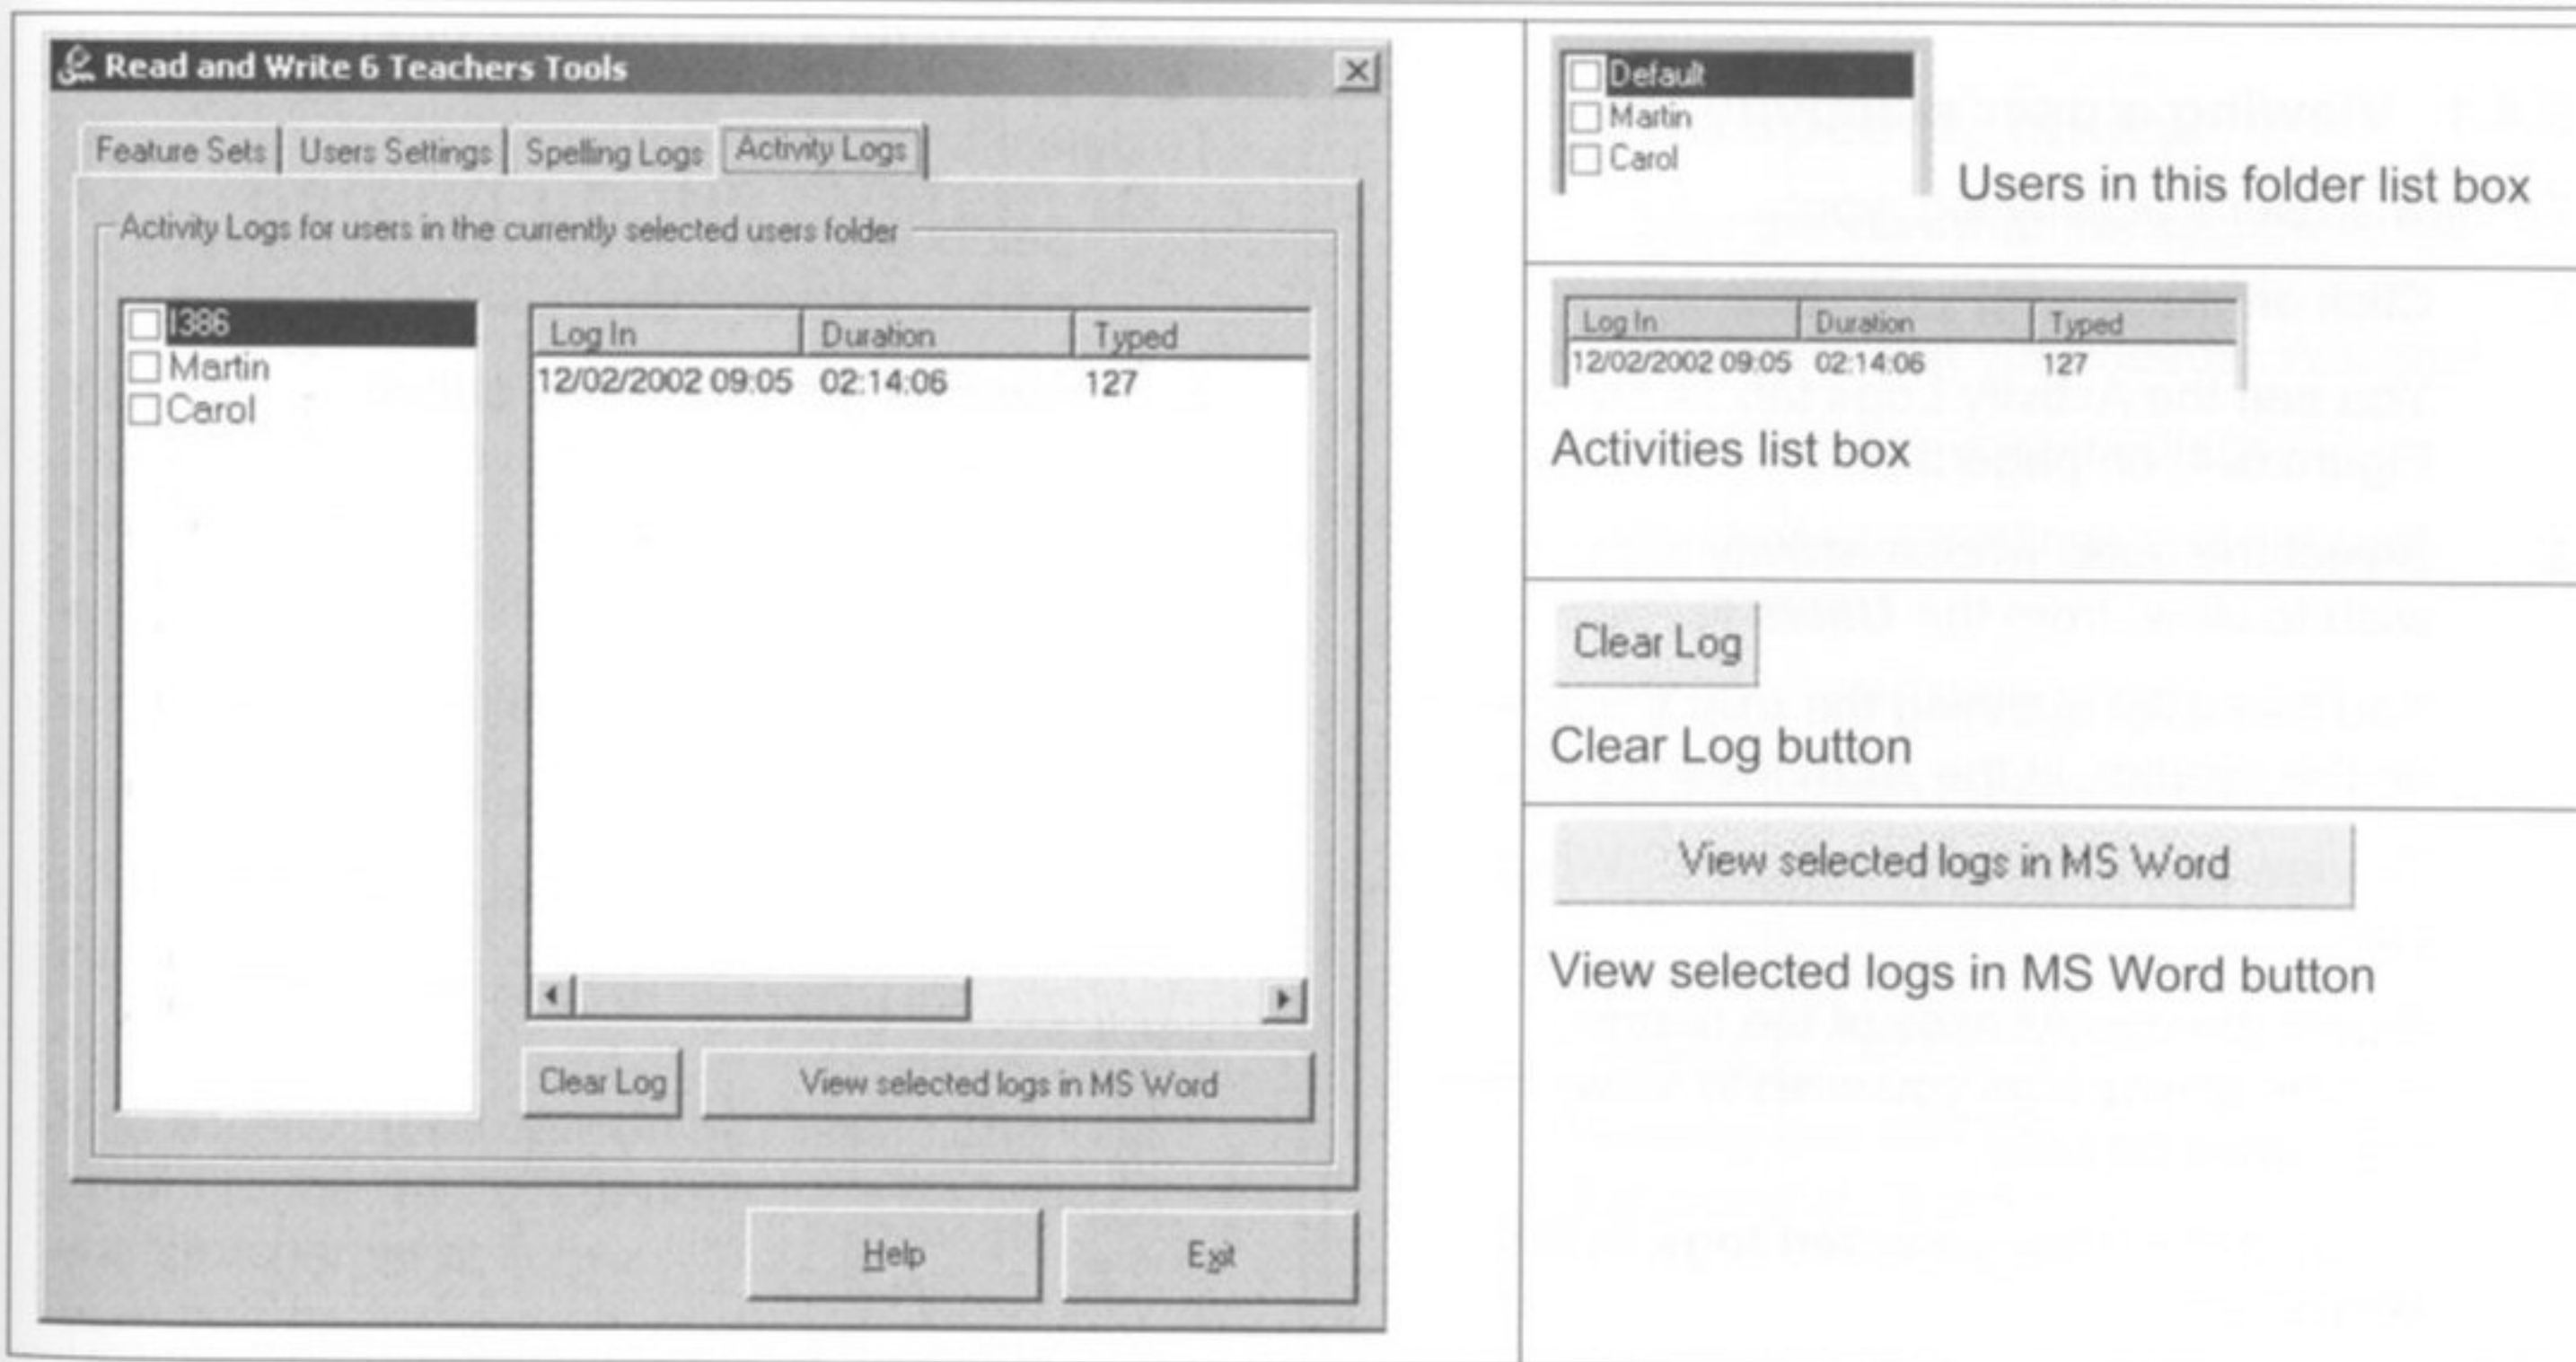 Read and Write 6 Teachers Tools
Feature Sets Users Settings Spelling Logs Activity Logs
Activity Logs for users in the currently selected users folder
I386
Martin
Carol
Log In Duration Typed
12/02/2002 09:05 02:14:06 127
Clear Log View selected logs in MS Word
Help Exit
Default
Martin
Carol
Users in this folder list box
Log In Duration Typed
12/02/2002 09:05 02:14:06 127
Activities list box
Clear Log
Clear Log button
View selected logs in MS Word
View selected logs in MS Word button